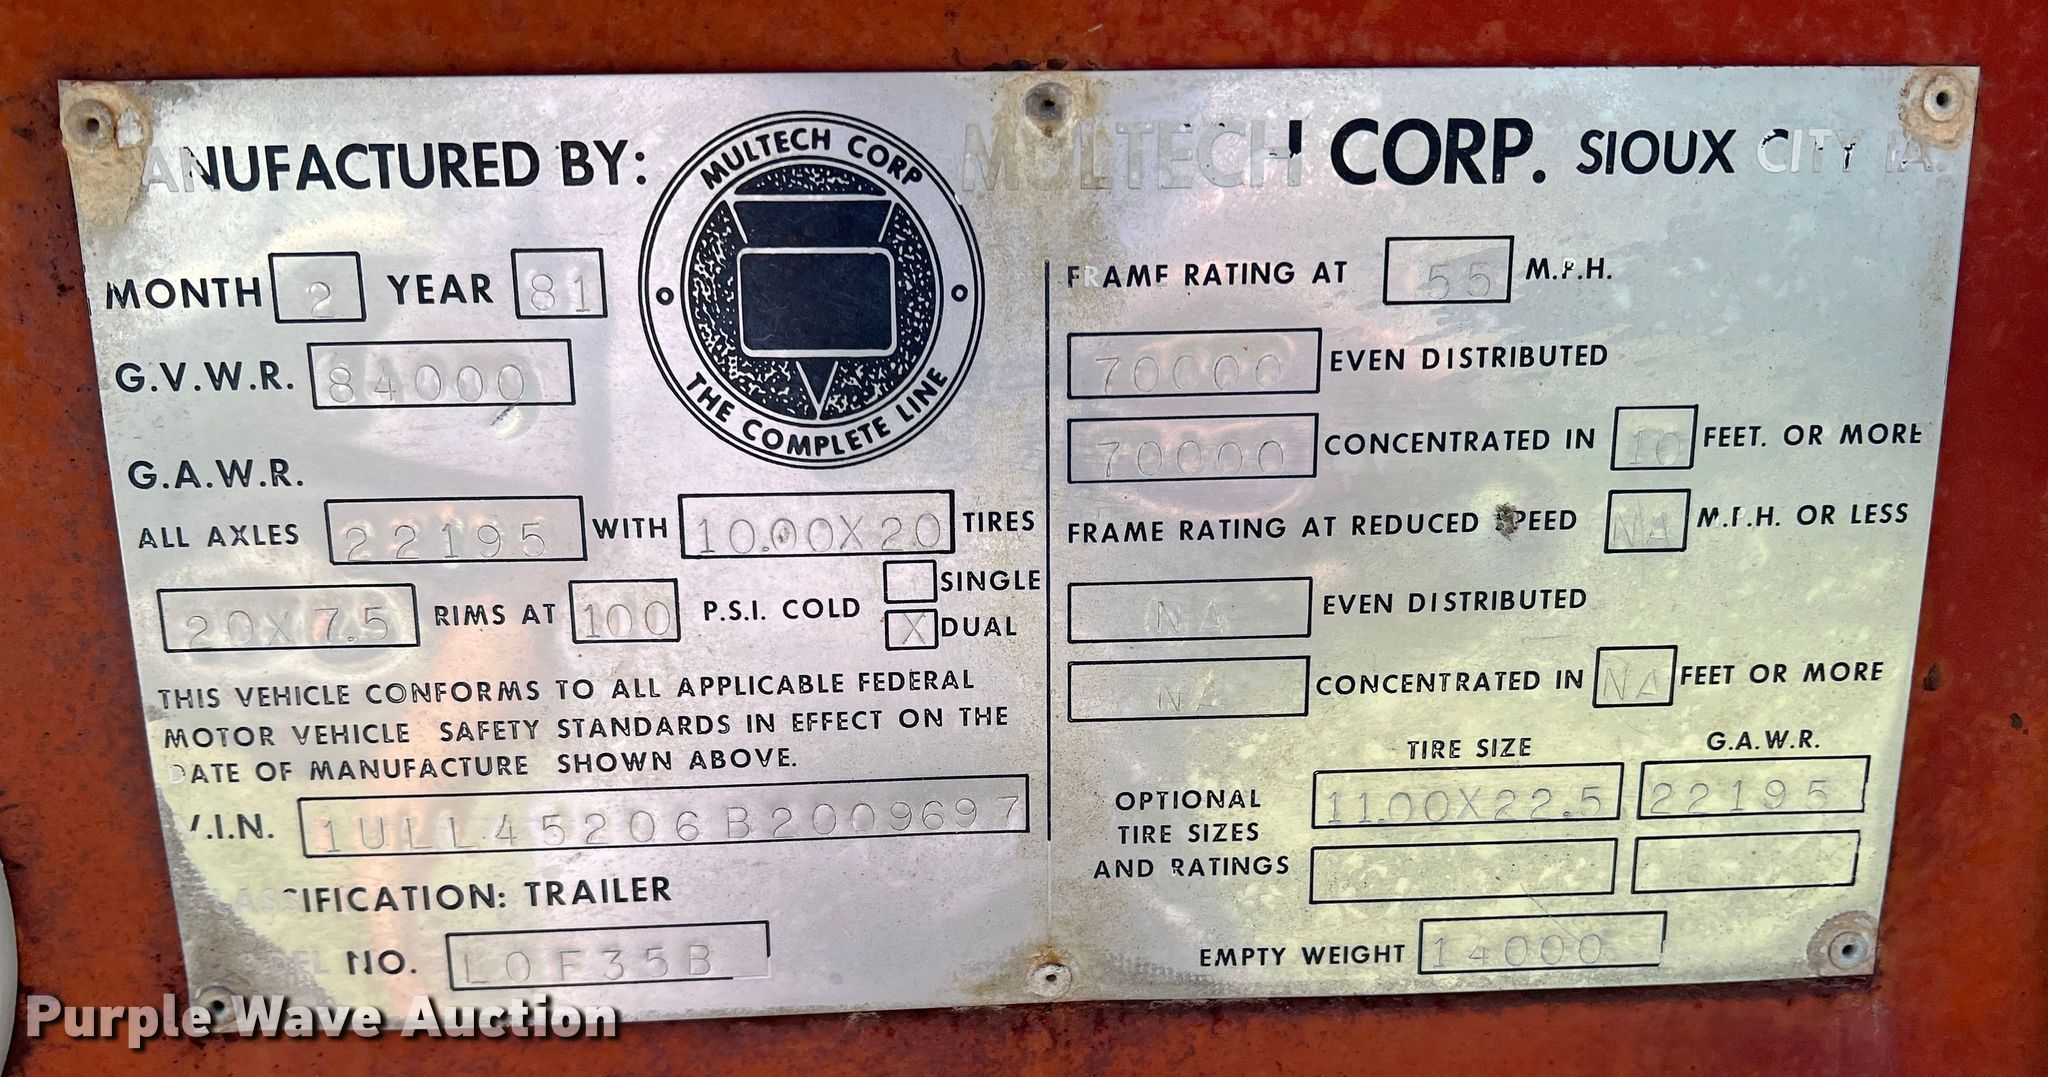 MANUFACTURED BY:
MULTECH CORP
THE COMPLETE LINE
MULTECH CORP. SIOUX CITY IA.
MONTH 2 YEAR 81
G.V.W.R. 84000
G.A.W.R.
ALL AXLES 22195 WITH 10.00X20 TIRES
20X7.5 RIMS AT 100 P.S.I. COLD
SINGLE
X DUAL
THIS VEHICLE CONFORMS TO ALL APPLICABLE FEDERAL
MOTOR VEHICLE SAFETY STANDARDS IN EFFECT ON THE
DATE OF MANUFACTURE SHOWN ABOVE.
V.I.N. 1ULL45206B2009697
CLASSIFICATION: TRAILER
MODEL NO. LOF35B
FRAME RATING AT 55 M.P.H.
70000 EVEN DISTRIBUTED
70000 CONCENTRATED IN 10 FEET. OR MORE
FRAME RATING AT REDUCED SPEED NA M.P.H. OR LESS
NA EVEN DISTRIBUTED
NA CONCENTRATED IN NA FEET OR MORE
TIRE SIZE G.A.W.R.
OPTIONAL 11.00X22.5 22195
TIRE SIZES
AND RATINGS
EMPTY WEIGHT 14000
Purple Wave Auction